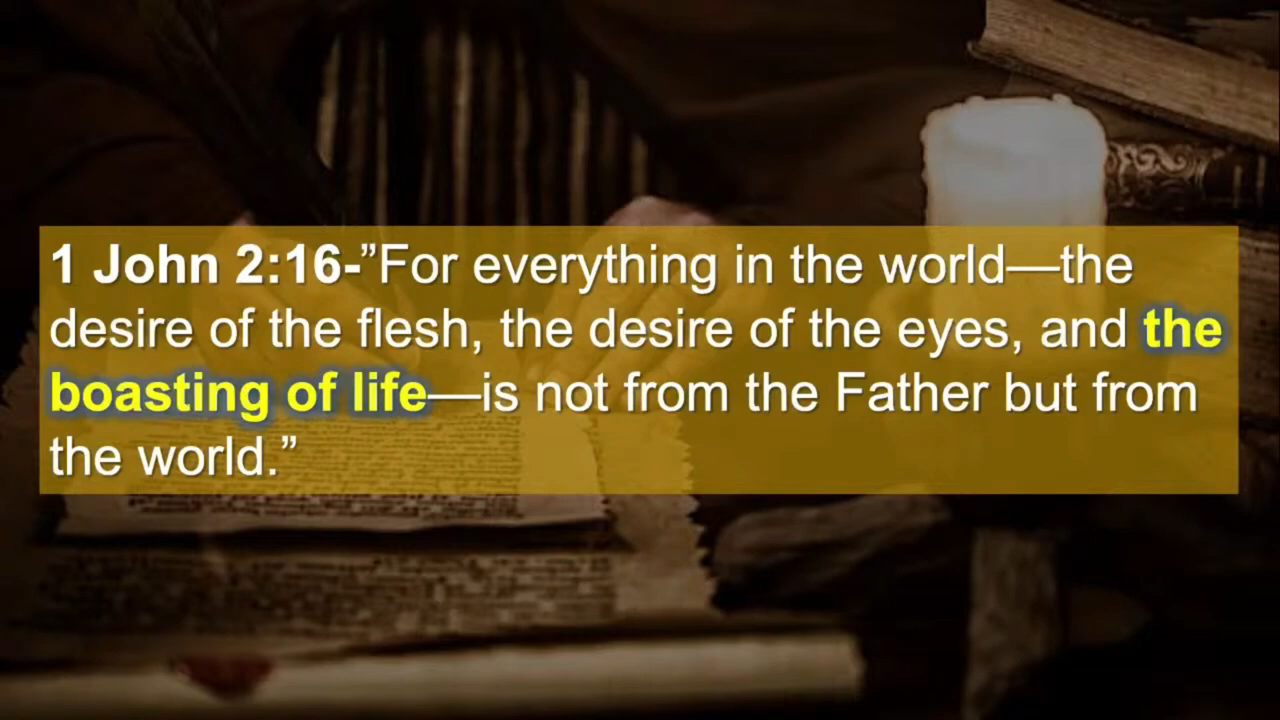 1 John 2:16-”For everything in the world—the
desire of the flesh, the desire of the eyes, and the
boasting of life—is not from the Father but from
the world.”